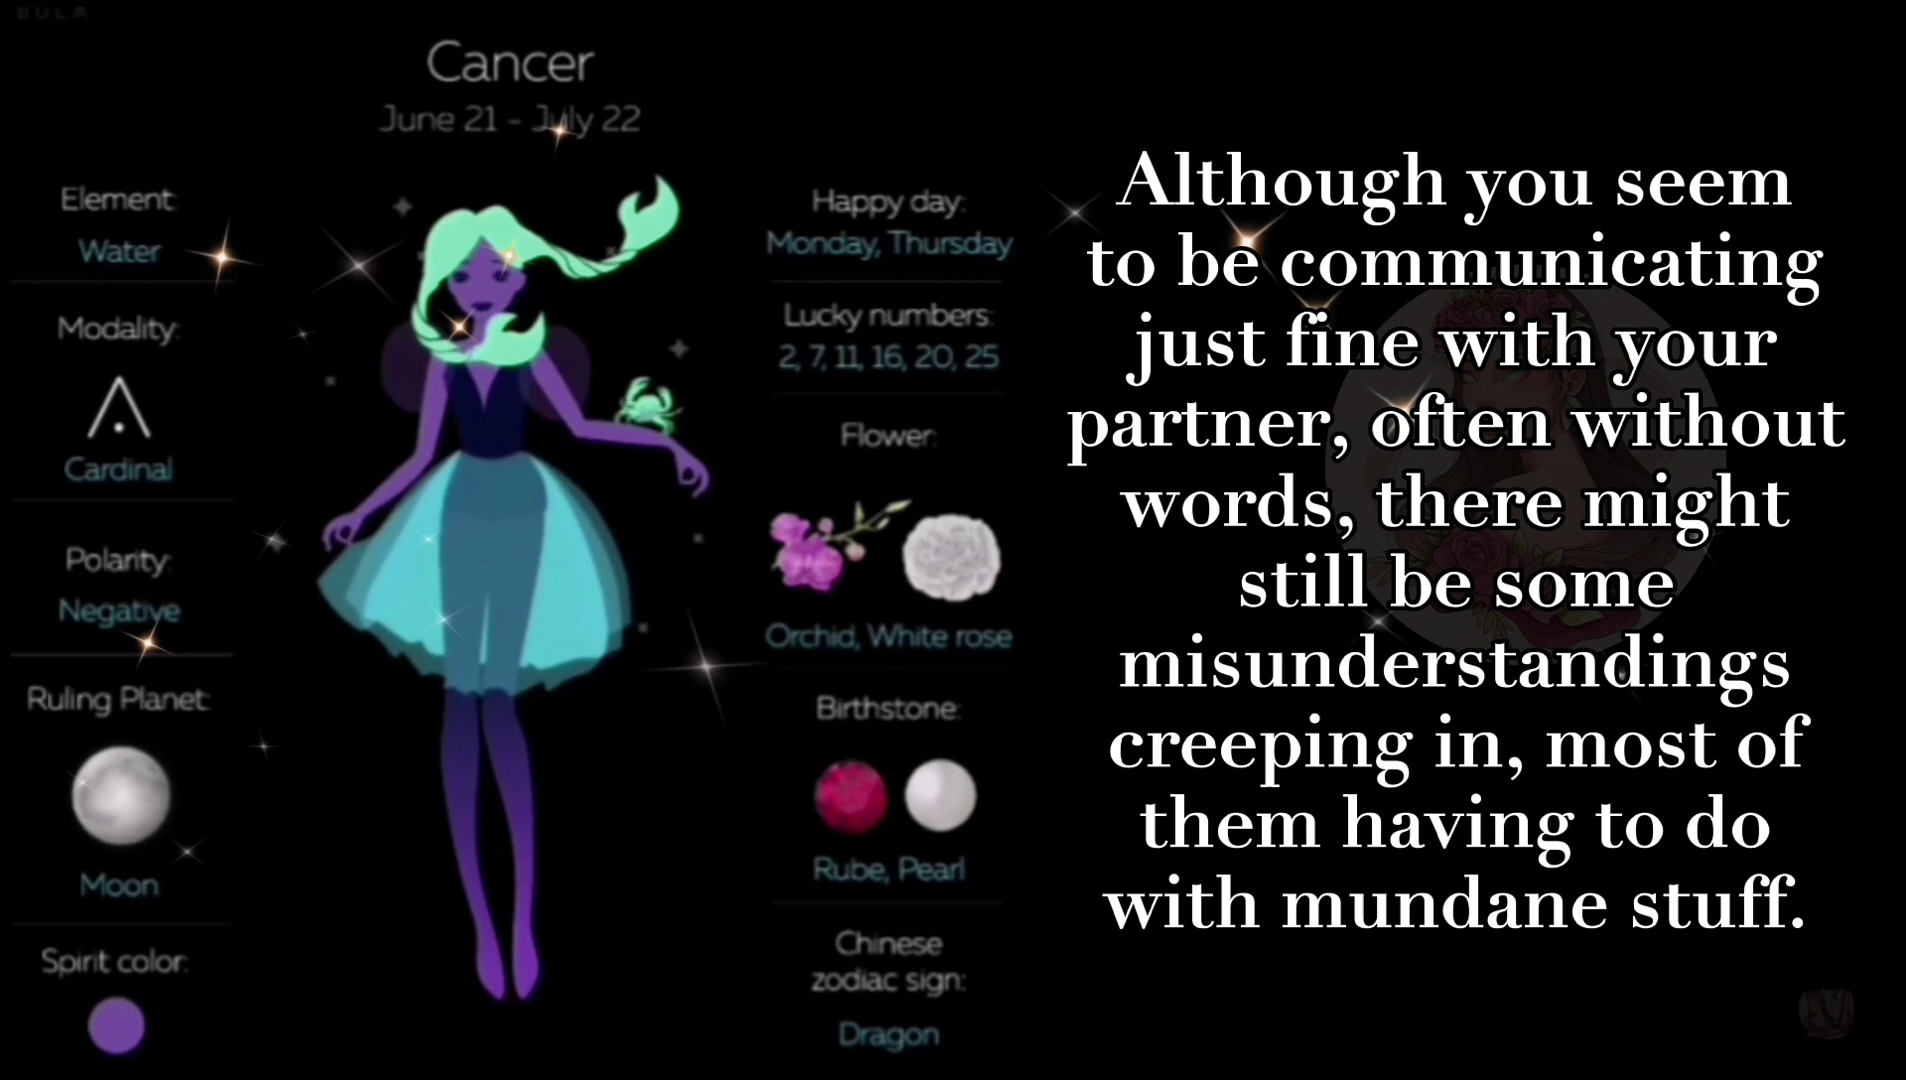 Cancer
June 21 - July 22
Element:
Water
Modality:
Cardinal
Polarity:
Negative
Ruling Planet:
Moon
Spirit color:
Happy day:
Monday, Thursday
Lucky numbers:
2, 7, 11, 16, 20, 25
Flower:
Orchid, White rose
Birthstone:
Rube, Pearl
Chinese
zodiac sign:
Dragon
Although you seem
to be communicating
just fine with your
partner, often without
words, there might
still be some
misunderstandings
creeping in, most of
them having to do
with mundane stuff.